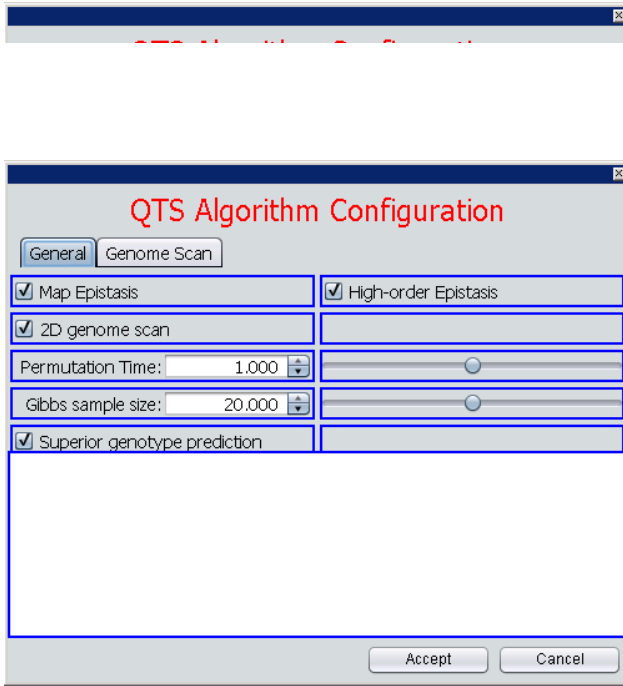 QTS Algorithm Configuration
General Genome Scan
Map Epistasis High-order Epistasis
2D genome scan
Permutation Time: 1.000
Gibbs sample size: 20.000
Superior genotype prediction
Accept Cancel